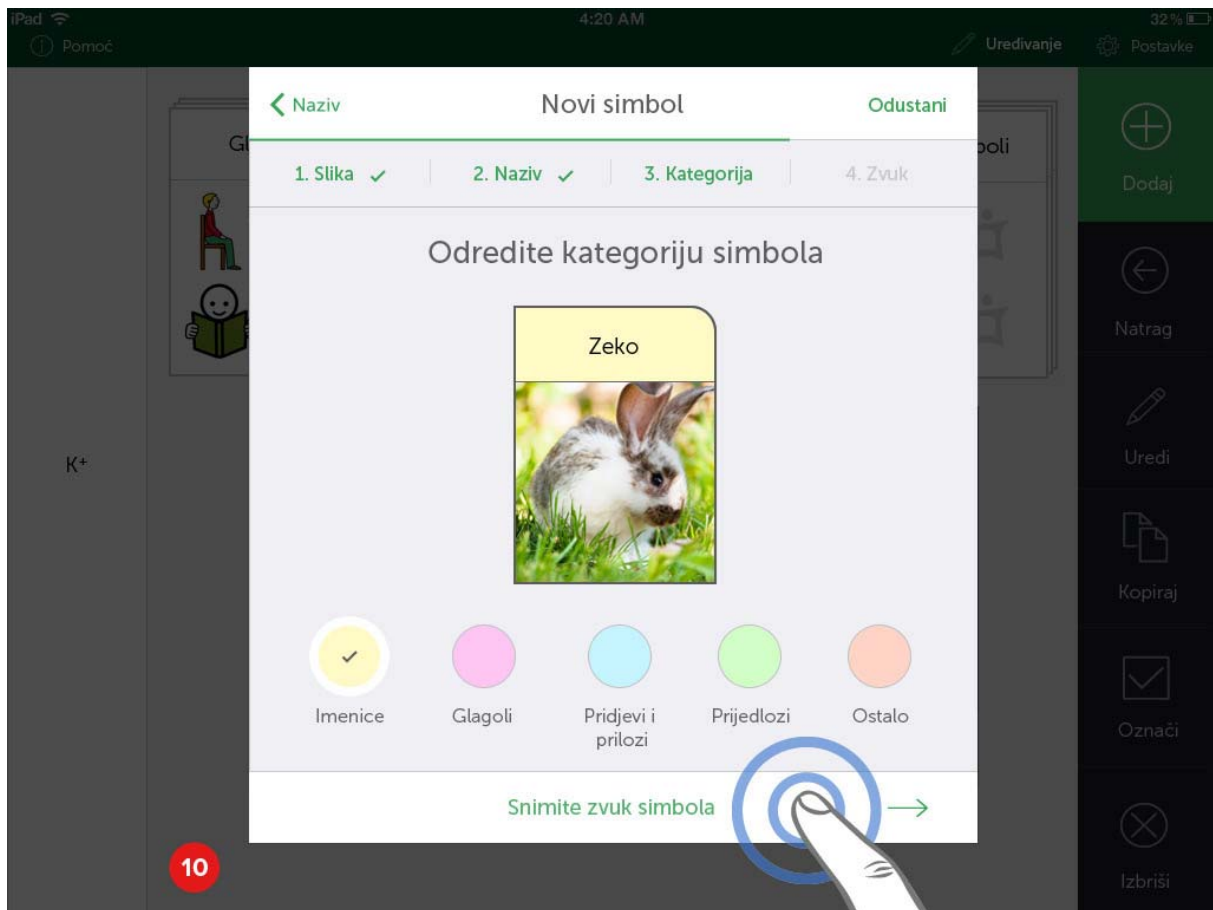 iPad
4:20 AM
32%
Pomoć
Uređivanje
Postavke
Naziv
Novi simbol
Odustani
1. Slika
2. Naziv
3. Kategorija
4. Zvuk
Gl
boli
Odredite kategoriju simbola
Zeko
Imenice
Glagoli
Pridjevi i
prilozi
Prijedlozi
Ostalo
Snimite zvuk simbola
K+
Dodaj
Natrag
Uredi
Kopiraj
Označi
Izbriši
10